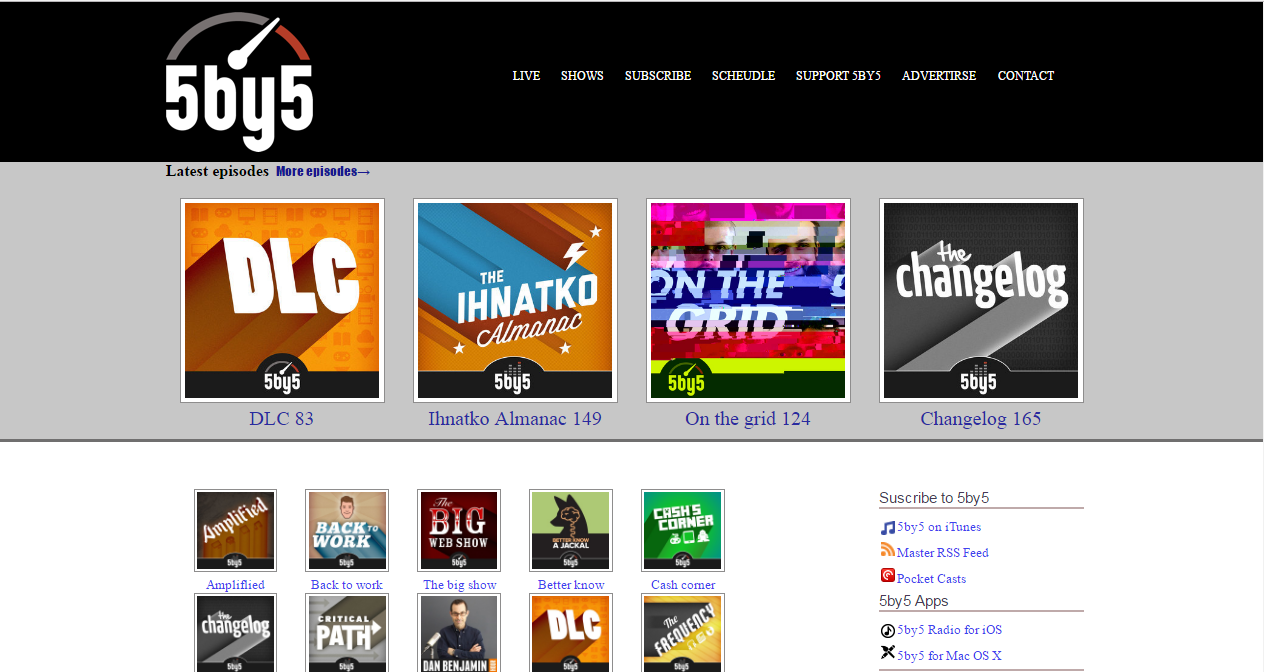 5by5
LIVE SHOWS SUBSCRIBE SCHEUDLE SUPPORT 5BY5 ADVERTIRSE CONTACT
Latest episodes More episodes→
DLC
5by5
THE
IHNATKO
Almanac
5by5
ON THE
GRID
5by5
the
changelog
5by5
DLC 83 Ihnatko Almanac 149 On the grid 124 Changelog 165
Amplified
5by5
BACK TO
WORK
5by5
The
BIG
WEB SHOW
5by5
BETTER KNOW
A JACKAL
5by5
CASH'S
CORNER
5by5
Ampliflied Back to work The big show Better know Cash corner
the
changelog
5by5
CRITICAL
PATH
5by5
DAN BENJAMIN
DLC
5by5
The
FREQUENCY
5by5
Suscribe to 5by5
5by5 on iTunes
Master RSS Feed
Pocket Casts
5by5 Apps
5by5 Radio for iOS
5by5 for Mac OS X